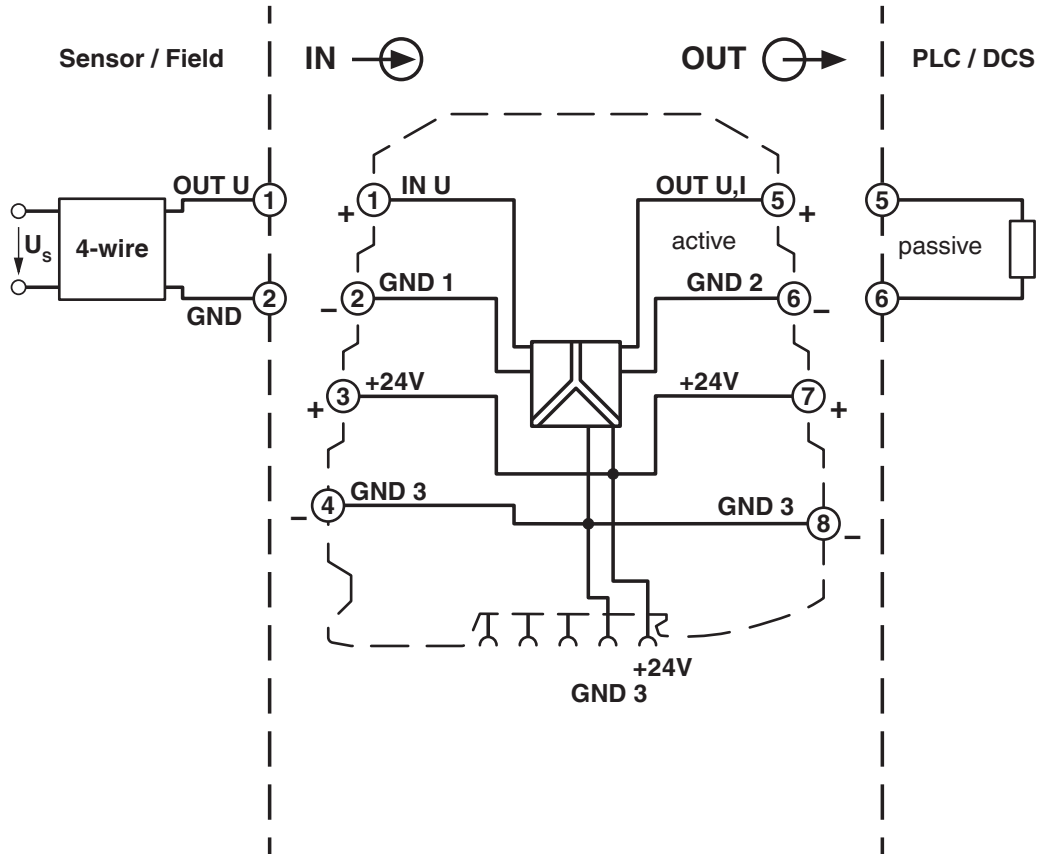 Sensor / Field
IN
OUT
PLC / DCS
OUT U
1
1
IN U
OUT U,I
5
5
+
+
Us
4-wire
active
passive
GND 1
GND 2
2
2
6
6
–
–
GND
+24V
+24V
3
7
+
+
GND 3
GND 3
4
8
–
–
+24V
GND 3